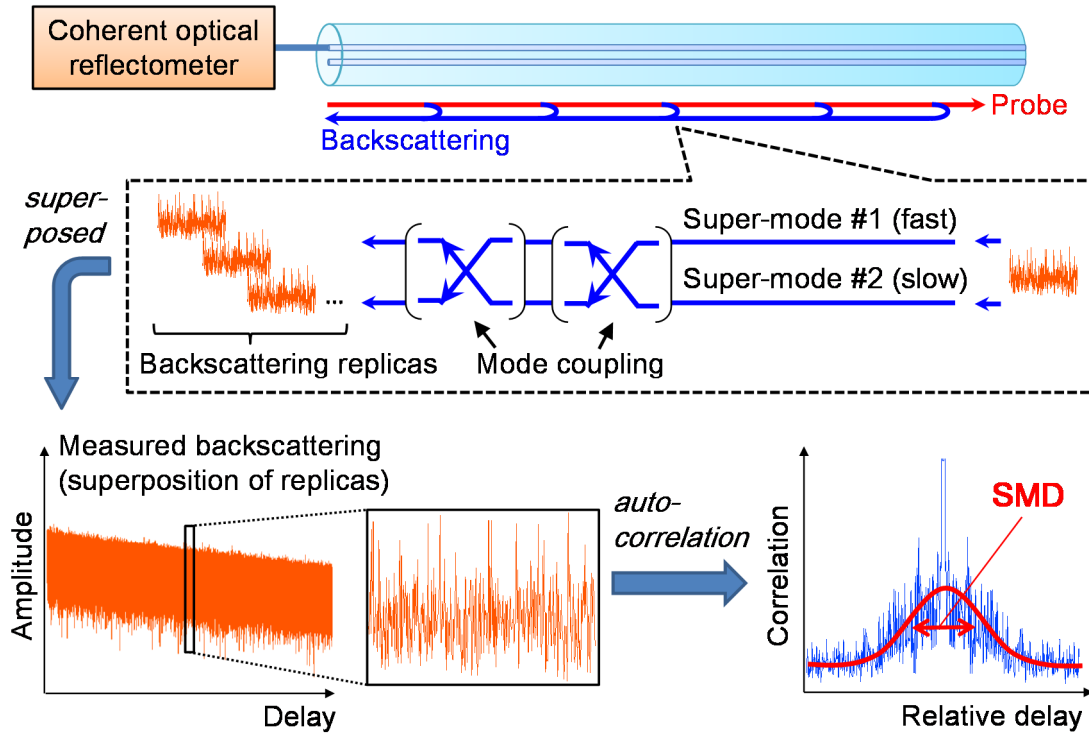 Coherent optical
reflectometer
Probe
Backscattering
super-
posed
Super-mode #1 (fast)
Super-mode #2 (slow)
...
Backscattering replicas
Mode coupling
Measured backscattering
(superposition of replicas)
Amplitude
Delay
auto-
correlation
Correlation
SMD
Relative delay